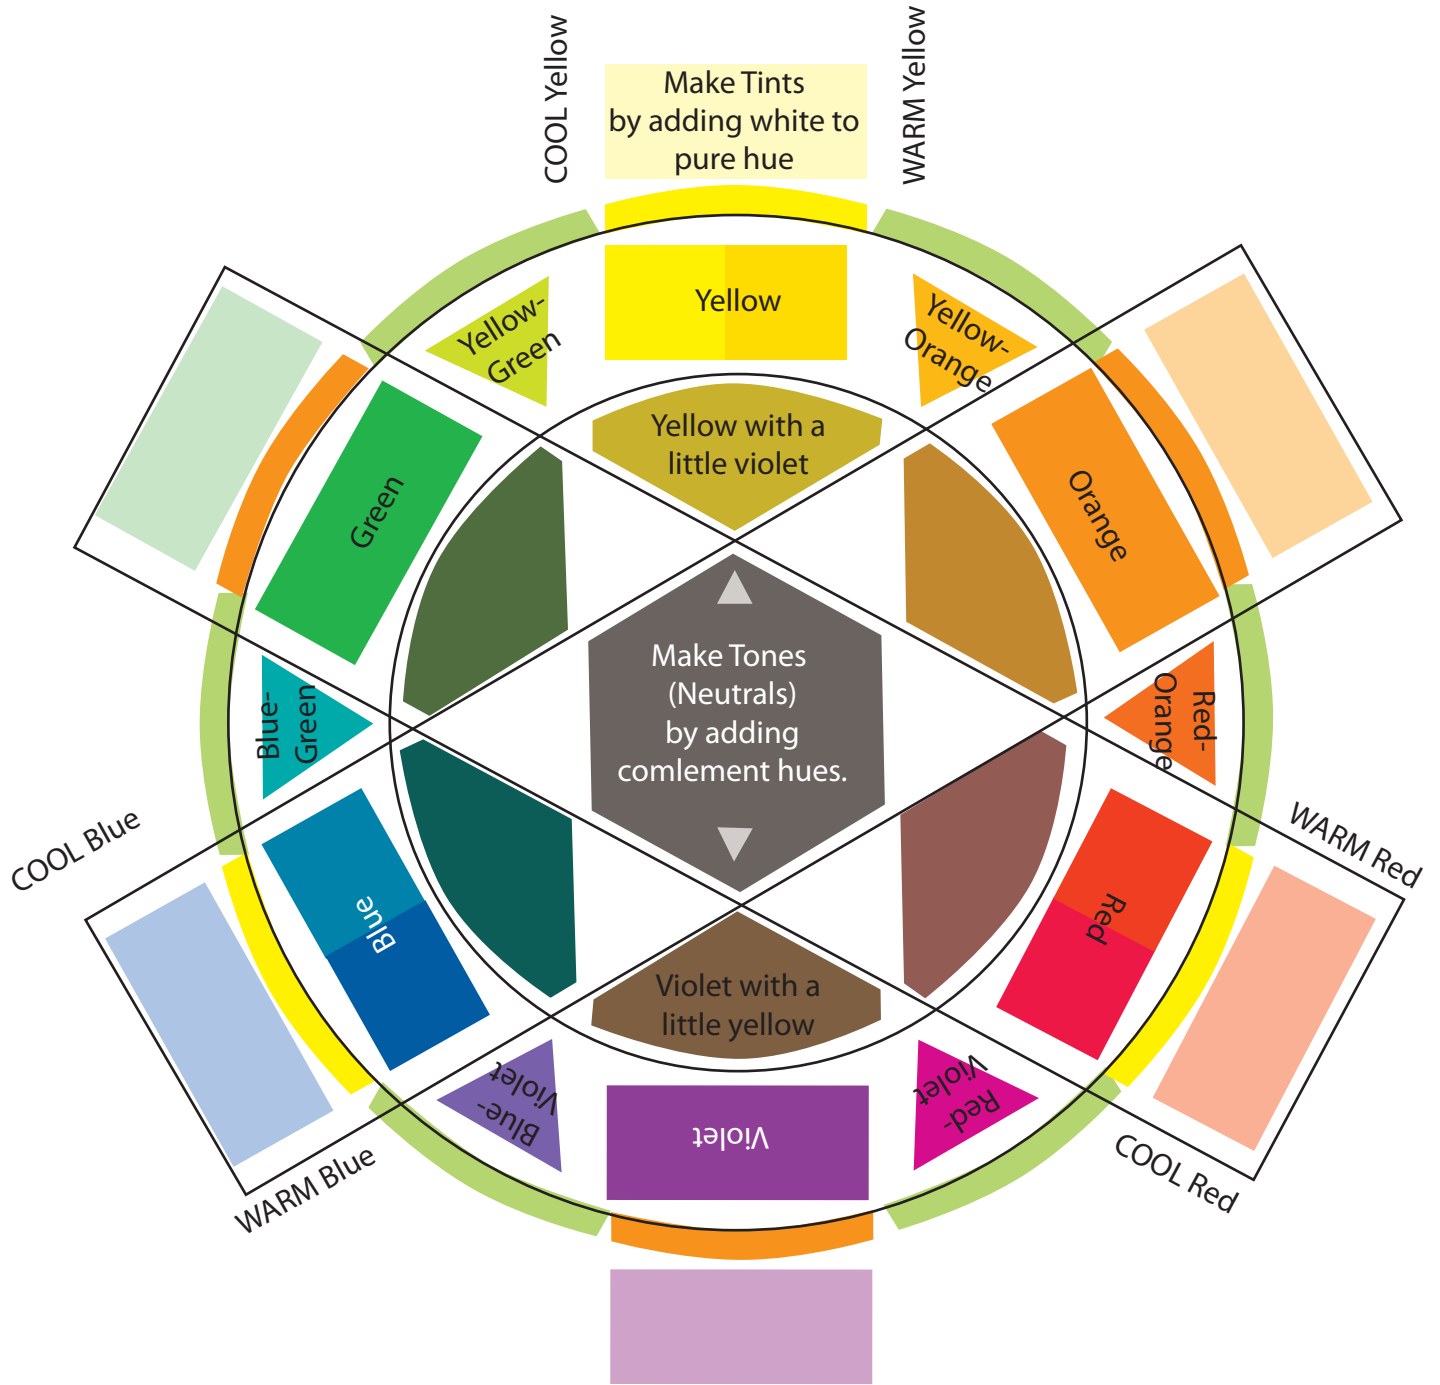 COOL Yellow
Make Tints
by adding white to
pure hue
WARM Yellow
Yellow-
Green
Yellow
Yellow-
Orange
Yellow with a
little violet
Green
Orange
Blue-
Green
Make Tones
(Neutrals)
by adding
comlement hues.
Red-
Orange
COOL Blue
WARM Red
Blue
Red
Violet with a
little yellow
Blue-
Violet
Violet
Red-
Violet
WARM Blue
COOL Red